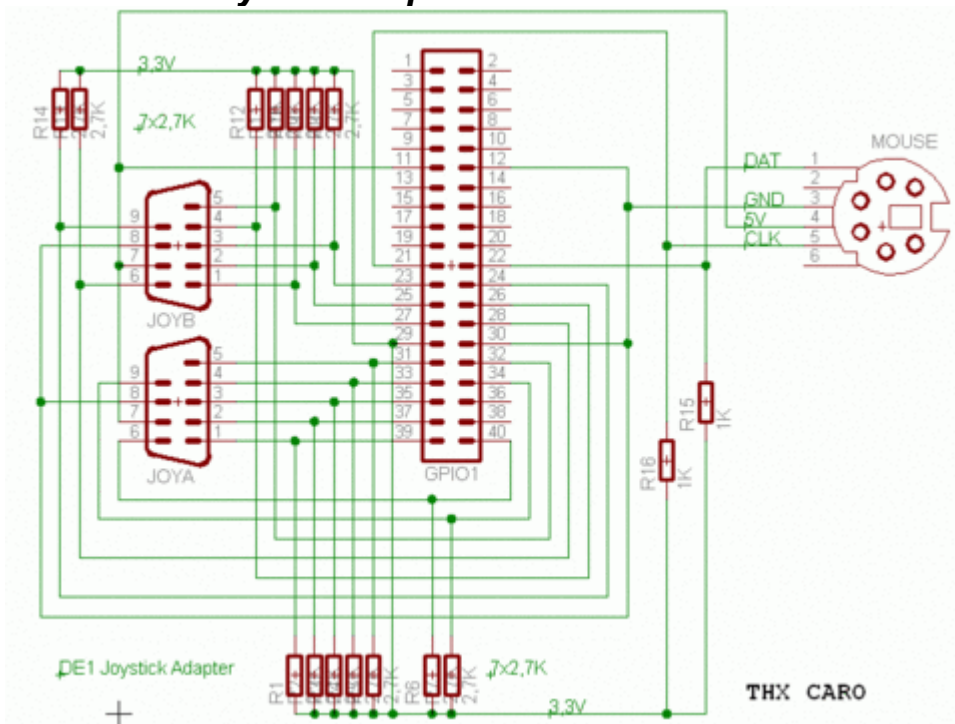 3,3V
7x2,7K
R14
2,7K
R12
2,7K
1
2
3
4
5
6
7
8
9
10
11
12
13
14
15
16
17
18
19
20
21
22
23
24
25
26
27
28
29
30
31
32
33
34
35
36
37
38
39
40
GPIO1
MOUSE
DAT
GND
5V
CLK
1
2
3
4
5
6
5
9
4
8
3
7
2
6
1
JOYB
5
9
4
8
3
7
2
6
1
JOYA
R15
1K
R16
1K
DE1 Joystick Adapter
R1
2,7K
R6
2,7K
7x2,7K
3,3V
THX CARO